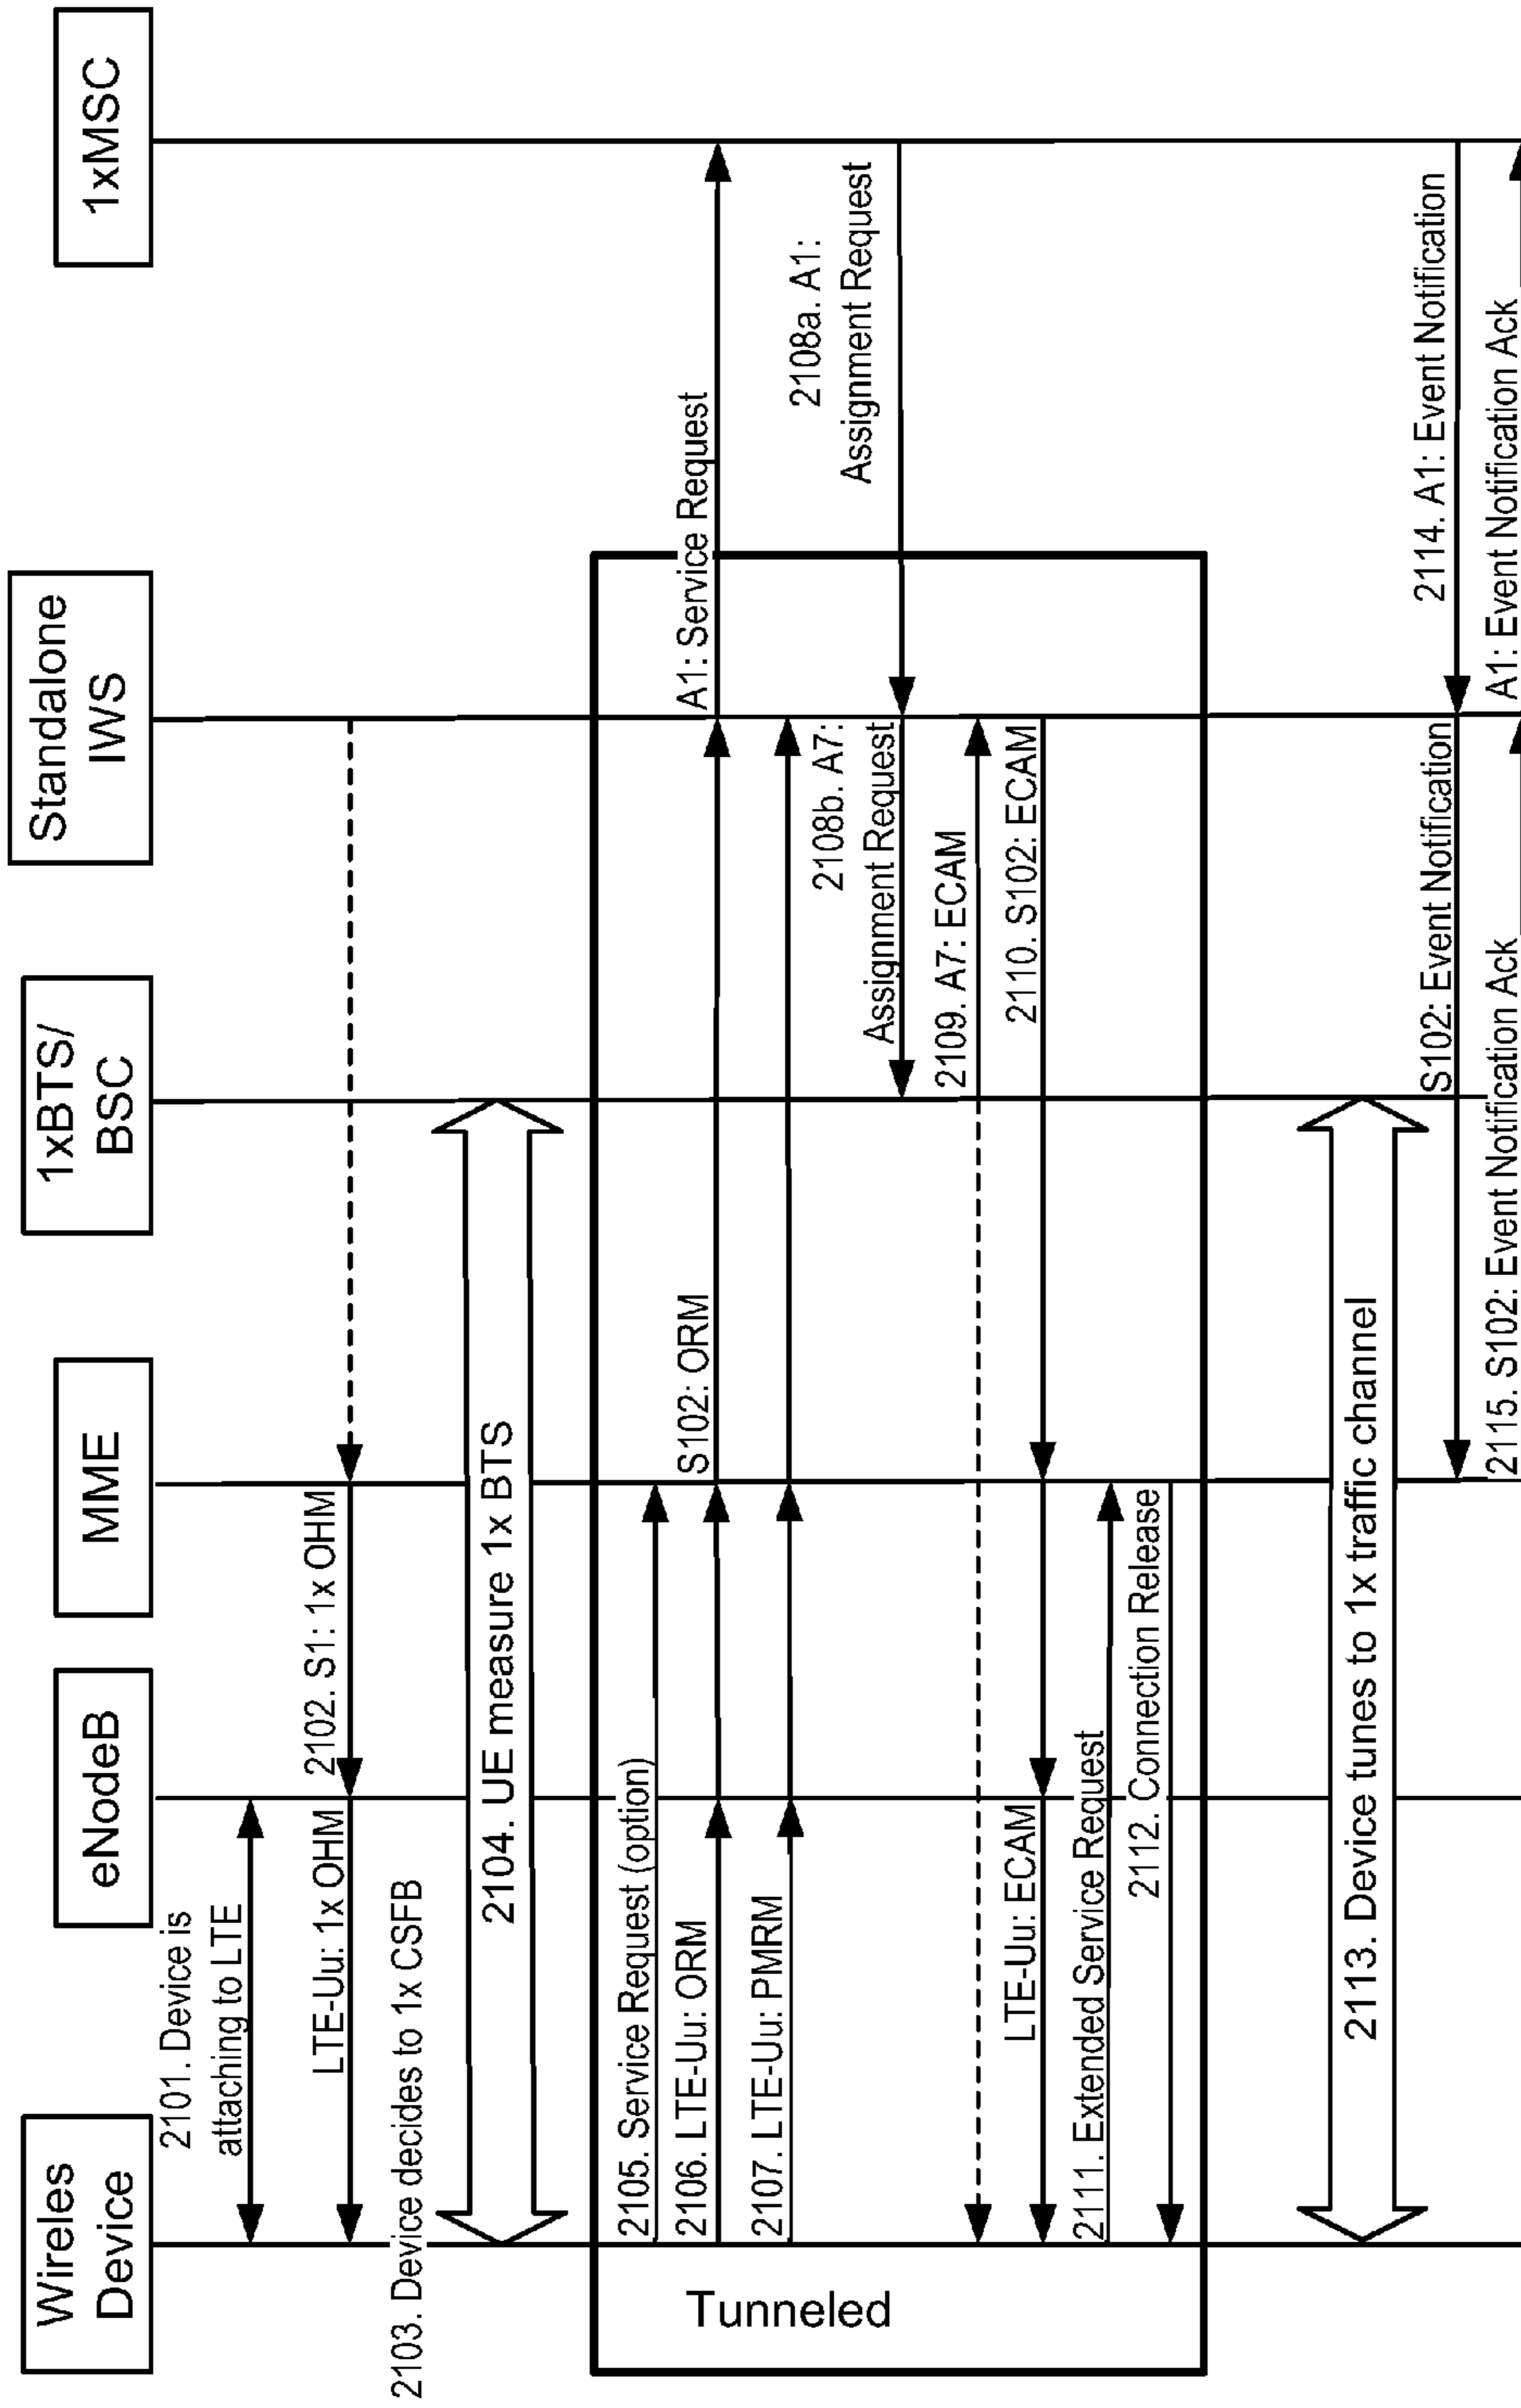 Wireles
Device
eNodeB
MME
1xBTS/
BSC
Standalone
IWS
1xMSC
2101. Device is
attaching to LTE
LTE-Uu: 1x OHM
2102. S1: 1x OHM
2103. Device decides to 1x CSFB
2104. UE measure 1x BTS
Tunneled
2105. Service Request (option)
2106. LTE-Uu: ORM
S102: ORM
A1: Service Request
2107. LTE-Uu: PMRM
2108a. A1:
Assignment Request
2108b. A7:
Assignment Request
2109. A7: ECAM
LTE-Uu: ECAM
2110. S102: ECAM
2111. Extended Service Request
2112. Connection Release
2113. Device tunes to 1x traffic channel
S102: Event Notification
2114. A1: Event Notification
2115. S102: Event Notification Ack
A1: Event Notification Ack